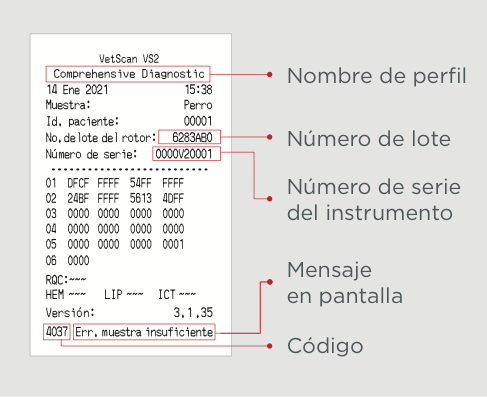 VetScan VS2
Comprehensive Diagnostic
14 Ene 2021 15:38
Muestra: Perro
Id. paciente: 00001
No. de lote del rotor: 6283AB0
Número de serie: 0000V20001
01 DFCF FFFF 54FF FFFF
02 24BF FFFF 5613 4DFF
03 0000 0000 0000 0000
04 0000 0000 0000 0000
05 0000 0000 0000 0001
06 0000
RQC:~~~
HEM ~~~ LIP ~~~ ICT ~~~
Versión: 3.1.35
4037 Err. muestra insuficiente
Nombre de perfil
Número de lote
Número de serie
del instrumento
Mensaje
en pantalla
Código